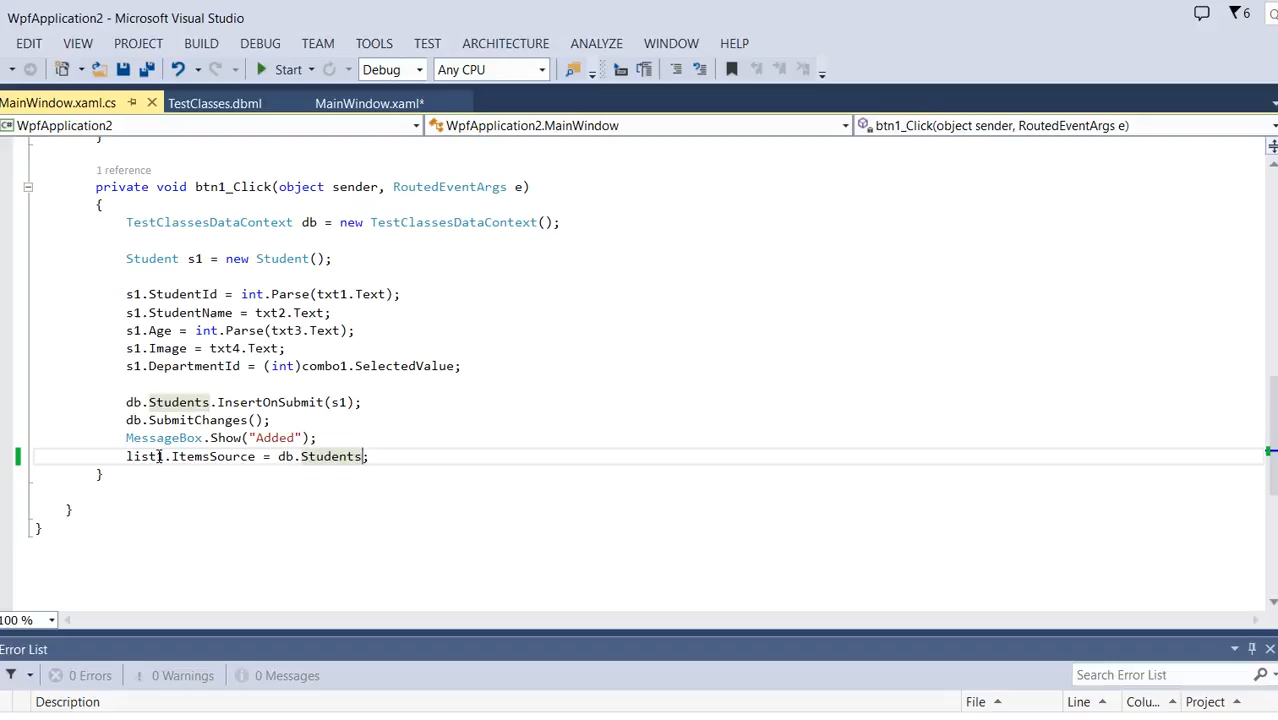 WpfApplication2 - Microsoft Visual Studio
6
EDIT VIEW PROJECT BUILD DEBUG TEAM TOOLS TEST ARCHITECTURE ANALYZE WINDOW HELP
Start Debug Any CPU
MainWindow.xaml.cs TestClasses.dbml MainWindow.xaml*
C# WpfApplication2 WpfApplication2.MainWindow btn1_Click(object sender, RoutedEventArgs e)
}
1 reference
private void btn1_Click(object sender, RoutedEventArgs e)
{
TestClassesDataContext db = new TestClassesDataContext();
Student s1 = new Student();
s1.StudentId = int.Parse(txt1.Text);
s1.StudentName = txt2.Text;
s1.Age = int.Parse(txt3.Text);
s1.Image = txt4.Text;
s1.DepartmentId = (int)combo1.SelectedValue;
db.Students.InsertOnSubmit(s1);
db.SubmitChanges();
MessageBox.Show("Added");
list1.ItemsSource = db.Students;
}
}
}
100 %
Error List
0 Errors 0 Warnings 0 Messages Search Error List
Description File Line Colu... Project